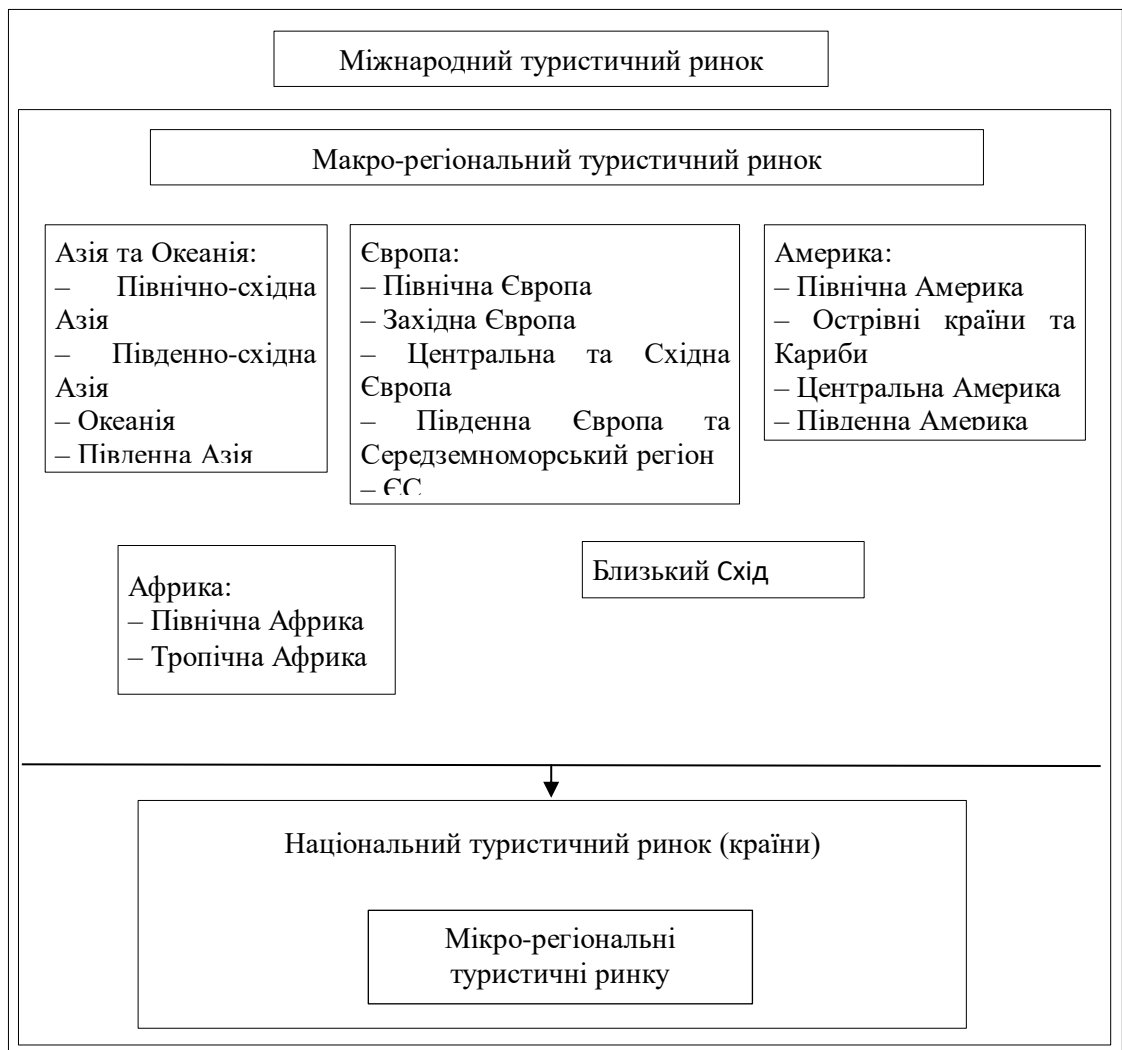 Міжнародний туристичний ринок
Макро-регіональний туристичний ринок
Азія та Океанія:
– Північно-східна
Азія
– Південно-східна
Азія
– Океанія
– Південна Азія
Європа:
– Північна Європа
– Західна Європа
– Центральна та Східна
Європа
– Південна Європа та
Середземноморський регіон
– ЄС
Америка:
– Північна Америка
– Острівні країни та
Кариби
– Центральна Америка
– Південна Америка
Африка:
– Північна Африка
– Тропічна Африка
Близький Схід
Національний туристичний ринок (країни)
Мікро-регіональні
туристичні ринку